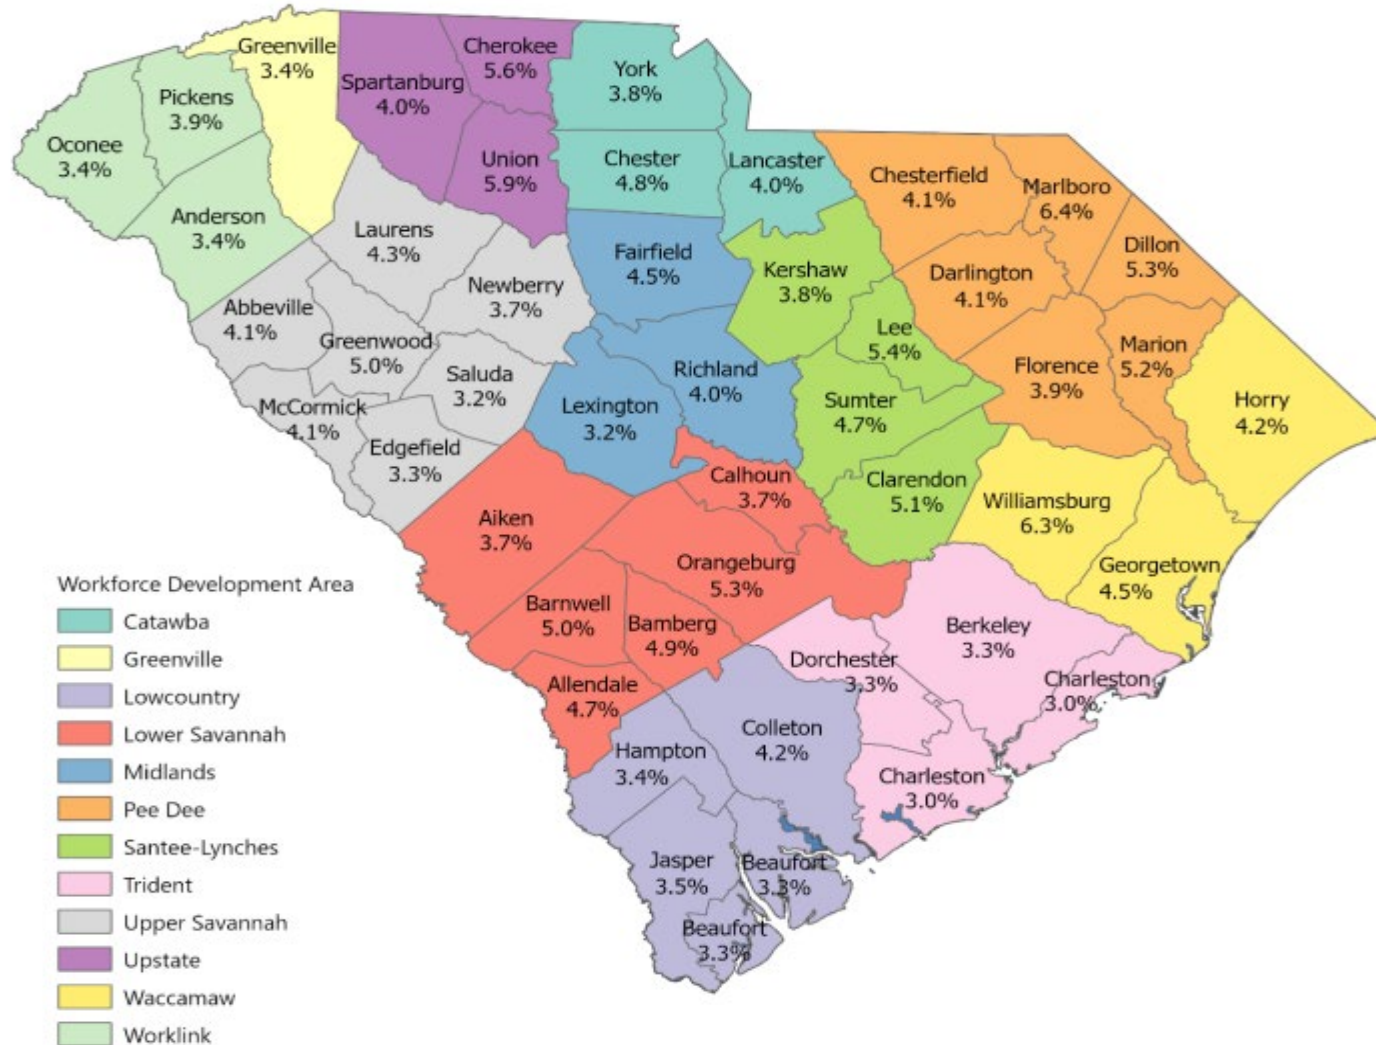 Greenville
3.4%
Cherokee
5.6%
Spartanburg
4.0%
York
3.8%
Pickens
3.9%
Oconee
3.4%
Union
5.9%
Chester
4.8%
Lancaster
4.0%
Chesterfield
4.1%
Marlboro
6.4%
Anderson
3.4%
Laurens
4.3%
Fairfield
4.5%
Kershaw
3.8%
Darlington
4.1%
Dillon
5.3%
Newberry
3.7%
Abbeville
4.1%
Greenwood
5.0%
Lee
5.4%
Marion
5.2%
Florence
3.9%
Saluda
3.2%
Richland
4.0%
McCormick
4.1%
Lexington
3.2%
Sumter
4.7%
Horry
4.2%
Edgefield
3.3%
Calhoun
3.7%
Clarendon
5.1%
Williamsburg
6.3%
Aiken
3.7%
Orangeburg
5.3%
Georgetown
4.5%
Barnwell
5.0%
Bamberg
4.9%
Berkeley
3.3%
Dorchester
3.3%
Charleston
3.0%
Allendale
4.7%
Colleton
4.2%
Hampton
3.4%
Charleston
3.0%
Jasper
3.5%
Beaufort
3.3%
Beaufort
3.3%
Workforce Development Area
Catawba
Greenville
Lowcountry
Lower Savannah
Midlands
Pee Dee
Santee-Lynches
Trident
Upper Savannah
Upstate
Waccamaw
Worklink